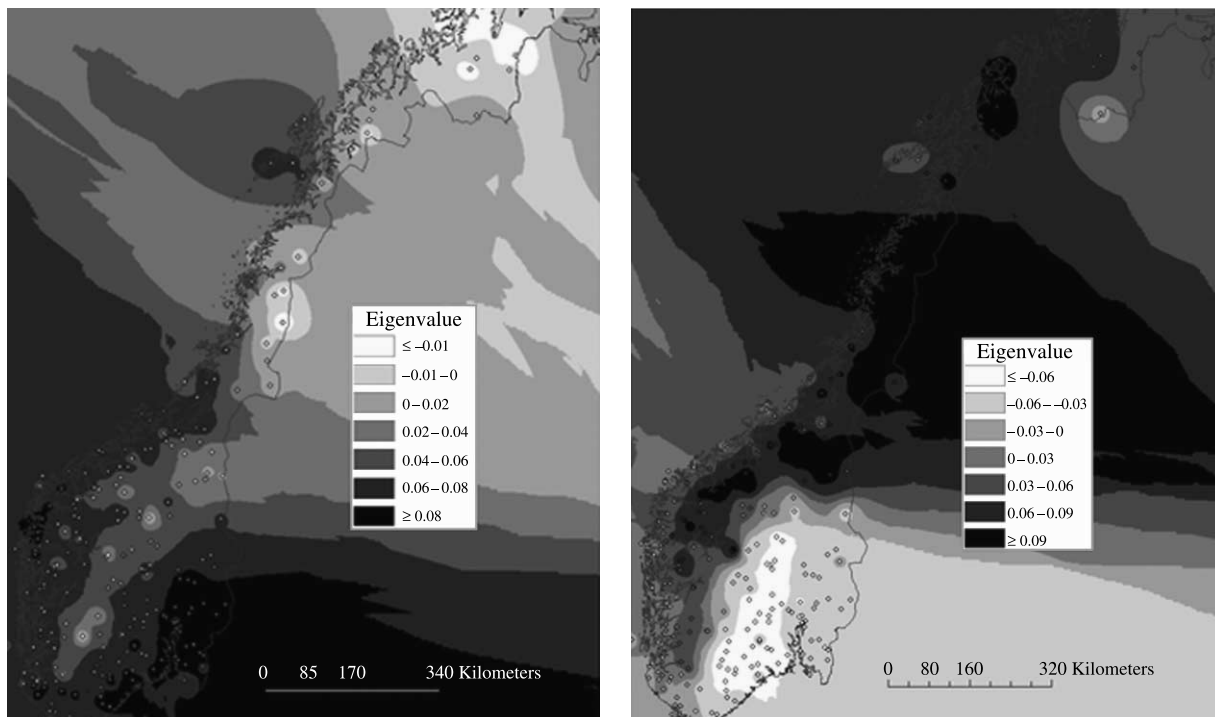 Eigenvalue
≤ –0.01
–0.01 – 0
0 – 0.02
0.02 – 0.04
0.04 – 0.06
0.06 – 0.08
≥ 0.08
0 85 170 340 Kilometers
Eigenvalue
≤ –0.06
–0.06 – –0.03
–0.03 – 0
0 – 0.03
0.03 – 0.06
0.06 – 0.09
≥ 0.09
0 80 160 320 Kilometers